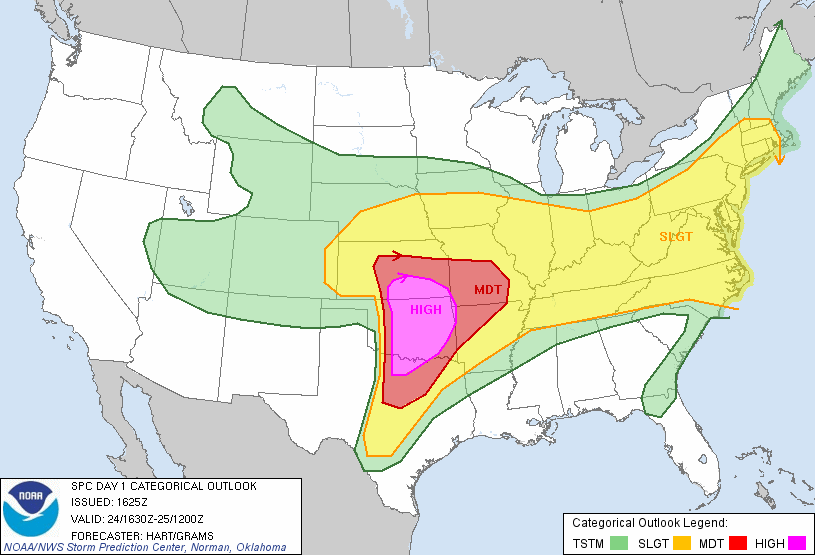 SLGT
MDT
HIGH
NOAA
SPC DAY 1 CATEGORICAL OUTLOOK
ISSUED: 1625Z
VALID: 24/1630Z-25/1200Z
FORECASTER: HART/GRAMS
NOAA/NWS Storm Prediction Center, Norman, Oklahoma
Categorical Outlook Legend:
TSTM SLGT MDT HIGH